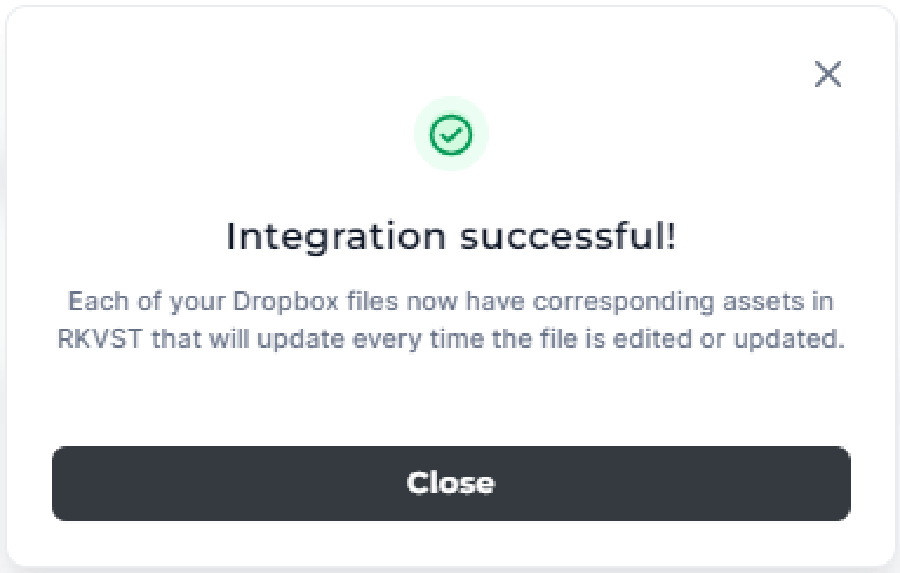 Integration successful!
Each of your Dropbox files now have corresponding assets in
RKVST that will update every time the file is edited or updated.
Close